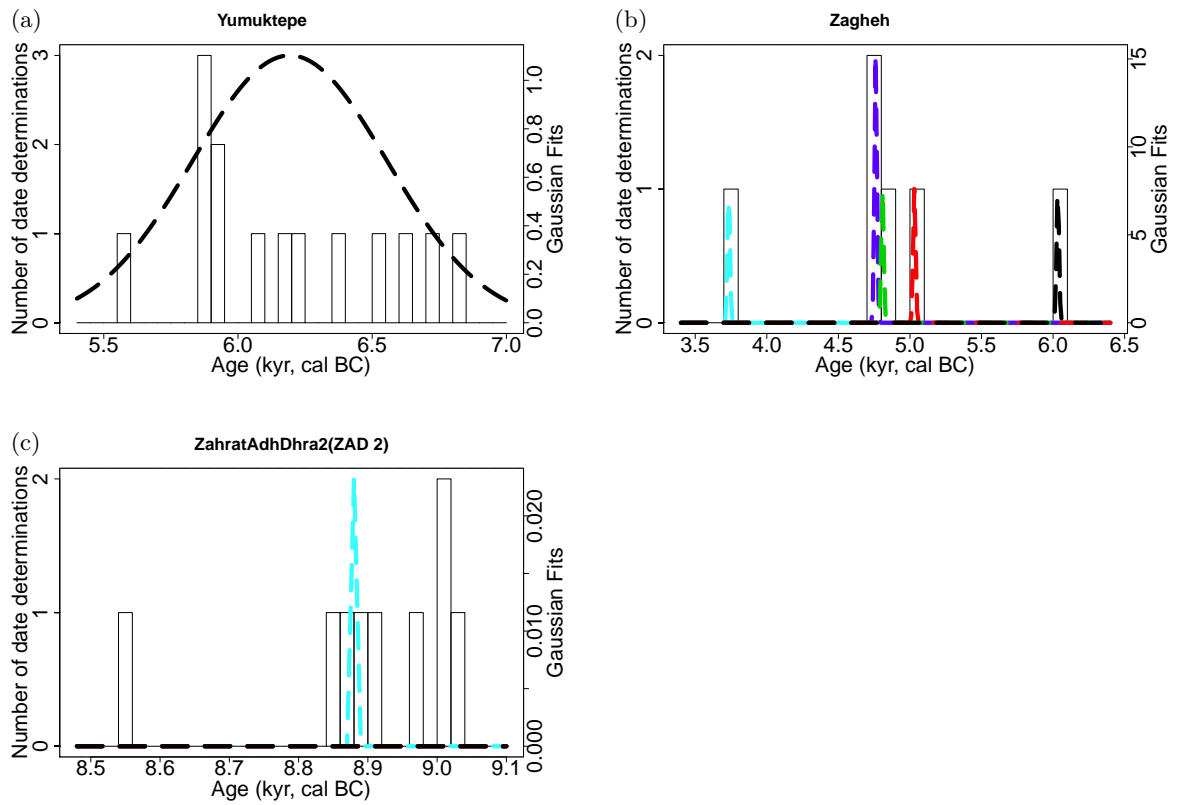 (a)
Yumuktepe
Number of date determinations
0 1 2 3
5.5 6.0 6.5 7.0
Age (kyr, cal BC)
0.0 0.2 0.4 0.6 0.8 1.0
Gaussian Fits
(b)
Zagheh
Number of date determinations
0 1 2
3.5 4.0 4.5 5.0 5.5 6.0 6.5
Age (kyr, cal BC)
0 5 10 15
Gaussian Fits
(c)
ZahratAdhDhra2(ZAD 2)
Number of date determinations
0 1 2
8.5 8.6 8.7 8.8 8.9 9.0 9.1
Age (kyr, cal BC)
0.000 0.010 0.020
Gaussian Fits